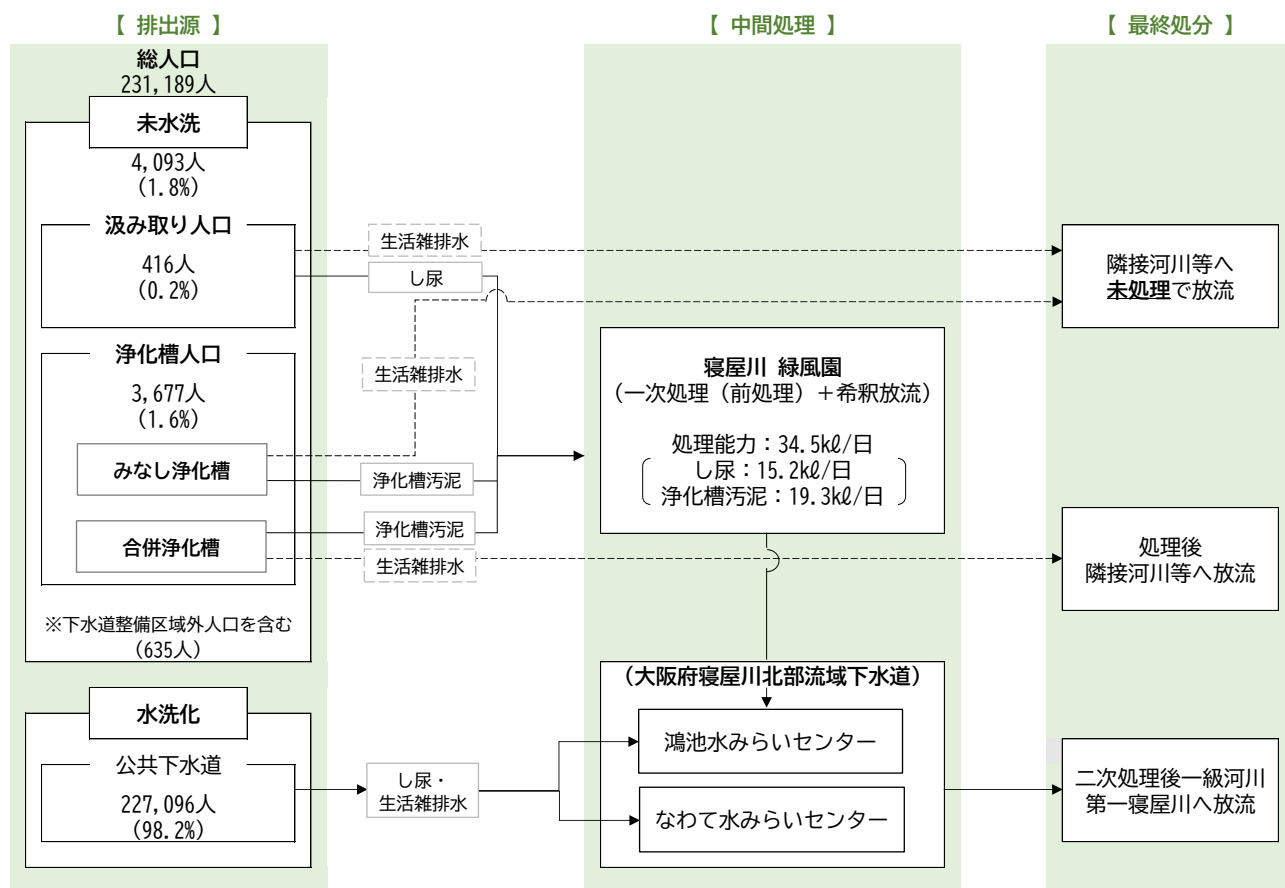 【 排出源 】
総人口
231,189人
未水洗
4,093人
(1.8%)
汲み取り人口
416人
(0.2%)
浄化槽人口
3,677人
(1.6%)
みなし浄化槽
合併浄化槽
※下水道整備区域外人口を含む
(635人)
水洗化
公共下水道
227,096人
(98.2%)
生活雑排水
し尿
生活雑排水
浄化槽汚泥
浄化槽汚泥
生活雑排水
し尿・
生活雑排水
【 中間処理 】
寝屋川 緑風園
(一次処理（前処理）＋希釈放流)
処理能力：34.5kℓ/日
し尿：15.2kℓ/日
浄化槽汚泥：19.3kℓ/日
(大阪府寝屋川北部流域下水道)
鴻池水みらいセンター
なわて水みらいセンター
【 最終処分 】
隣接河川等へ
未処理で放流
処理後
隣接河川等へ放流
二次処理後一級河川
第一寝屋川へ放流